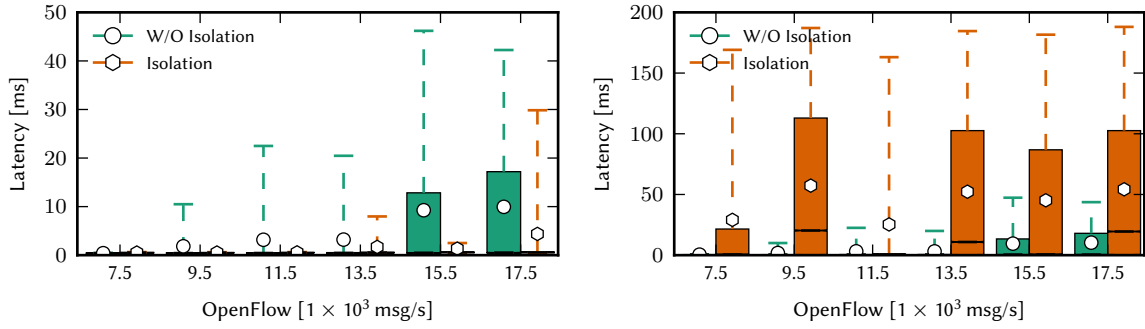 50
40
30
20
10
0
Latency [ms]
W/O Isolation
Isolation
7.5
9.5
11.5
13.5
15.5
17.5
OpenFlow [1 × 10³ msg/s]
200
150
100
50
0
Latency [ms]
W/O Isolation
Isolation
7.5
9.5
11.5
13.5
15.5
17.5
OpenFlow [1 × 10³ msg/s]